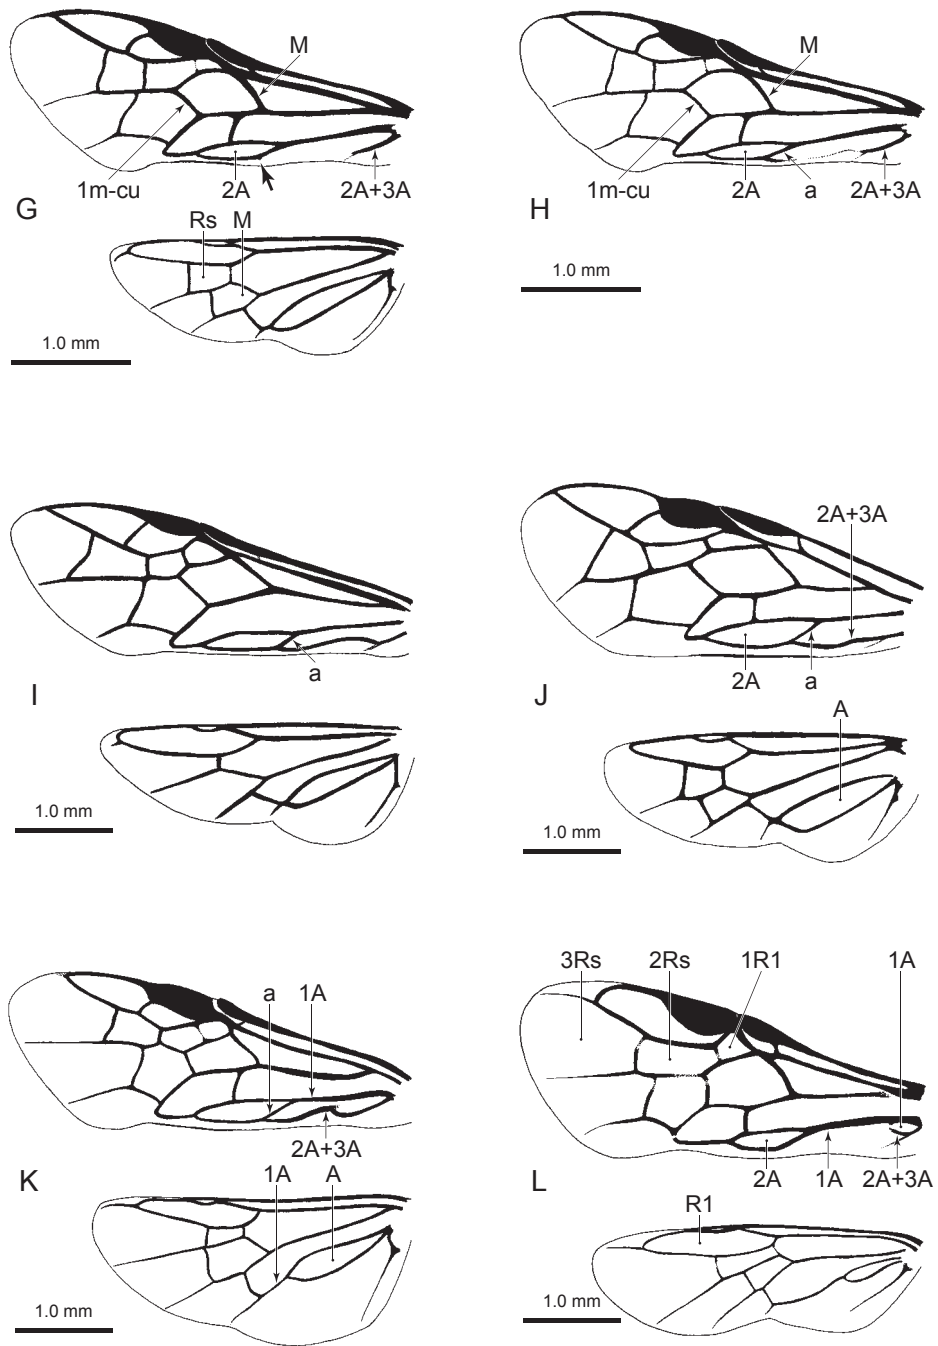 M
1m-cu 2A 2A+3A
G
Rs M
1.0 mm
M
1m-cu 2A a 2A+3A
H
1.0 mm
a
I
1.0 mm
2A+3A
2A a
J
A
1.0 mm
a 1A
2A+3A
K
1A A
1.0 mm
3Rs 2Rs 1R1 1A
2A 1A 2A+3A
L
R1
1.0 mm